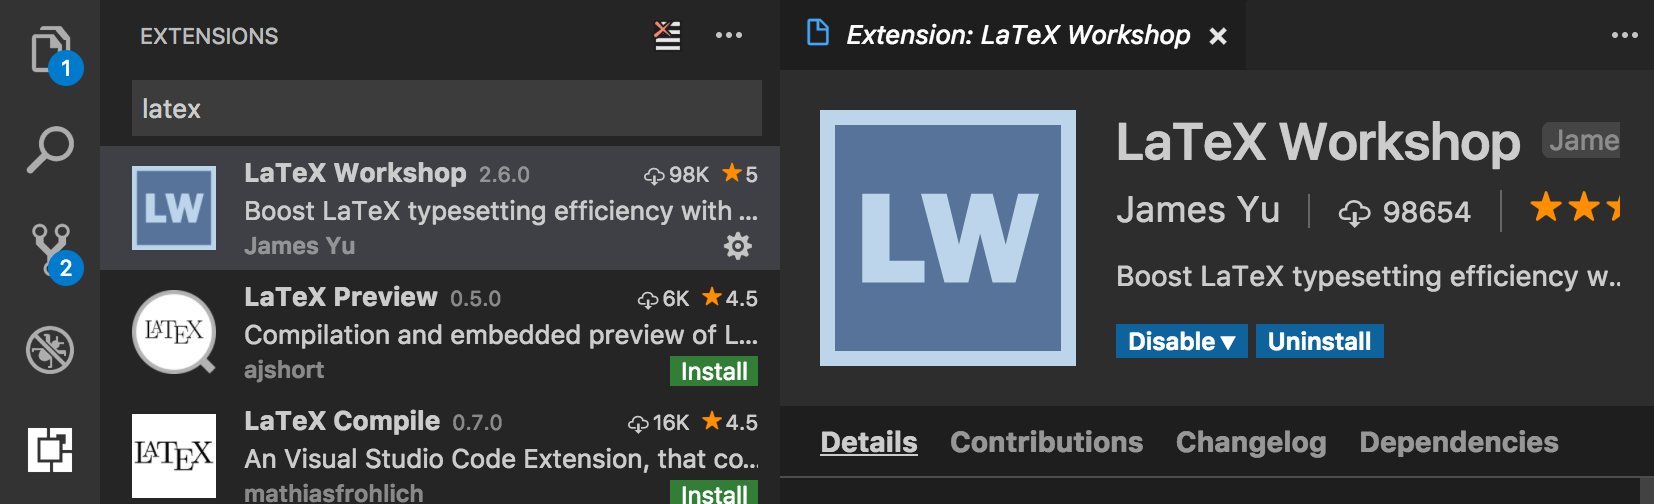 EXTENSIONS
latex
LW
LaTeX Workshop 2.6.0 98K 5
Boost LaTeX typesetting efficiency with ...
James Yu
LATEX
LaTeX Preview 0.5.0 6K 4.5
Compilation and embedded preview of L...
ajshort Install
LATEX
LaTeX Compile 0.7.0 16K 4.5
An Visual Studio Code Extension, that co...
mathiasfrohlich Install
1
2
Extension: LaTeX Workshop
LW
LaTeX Workshop Jame
James Yu 98654
Boost LaTeX typesetting efficiency w..
Disable Uninstall
Details Contributions Changelog Dependencies